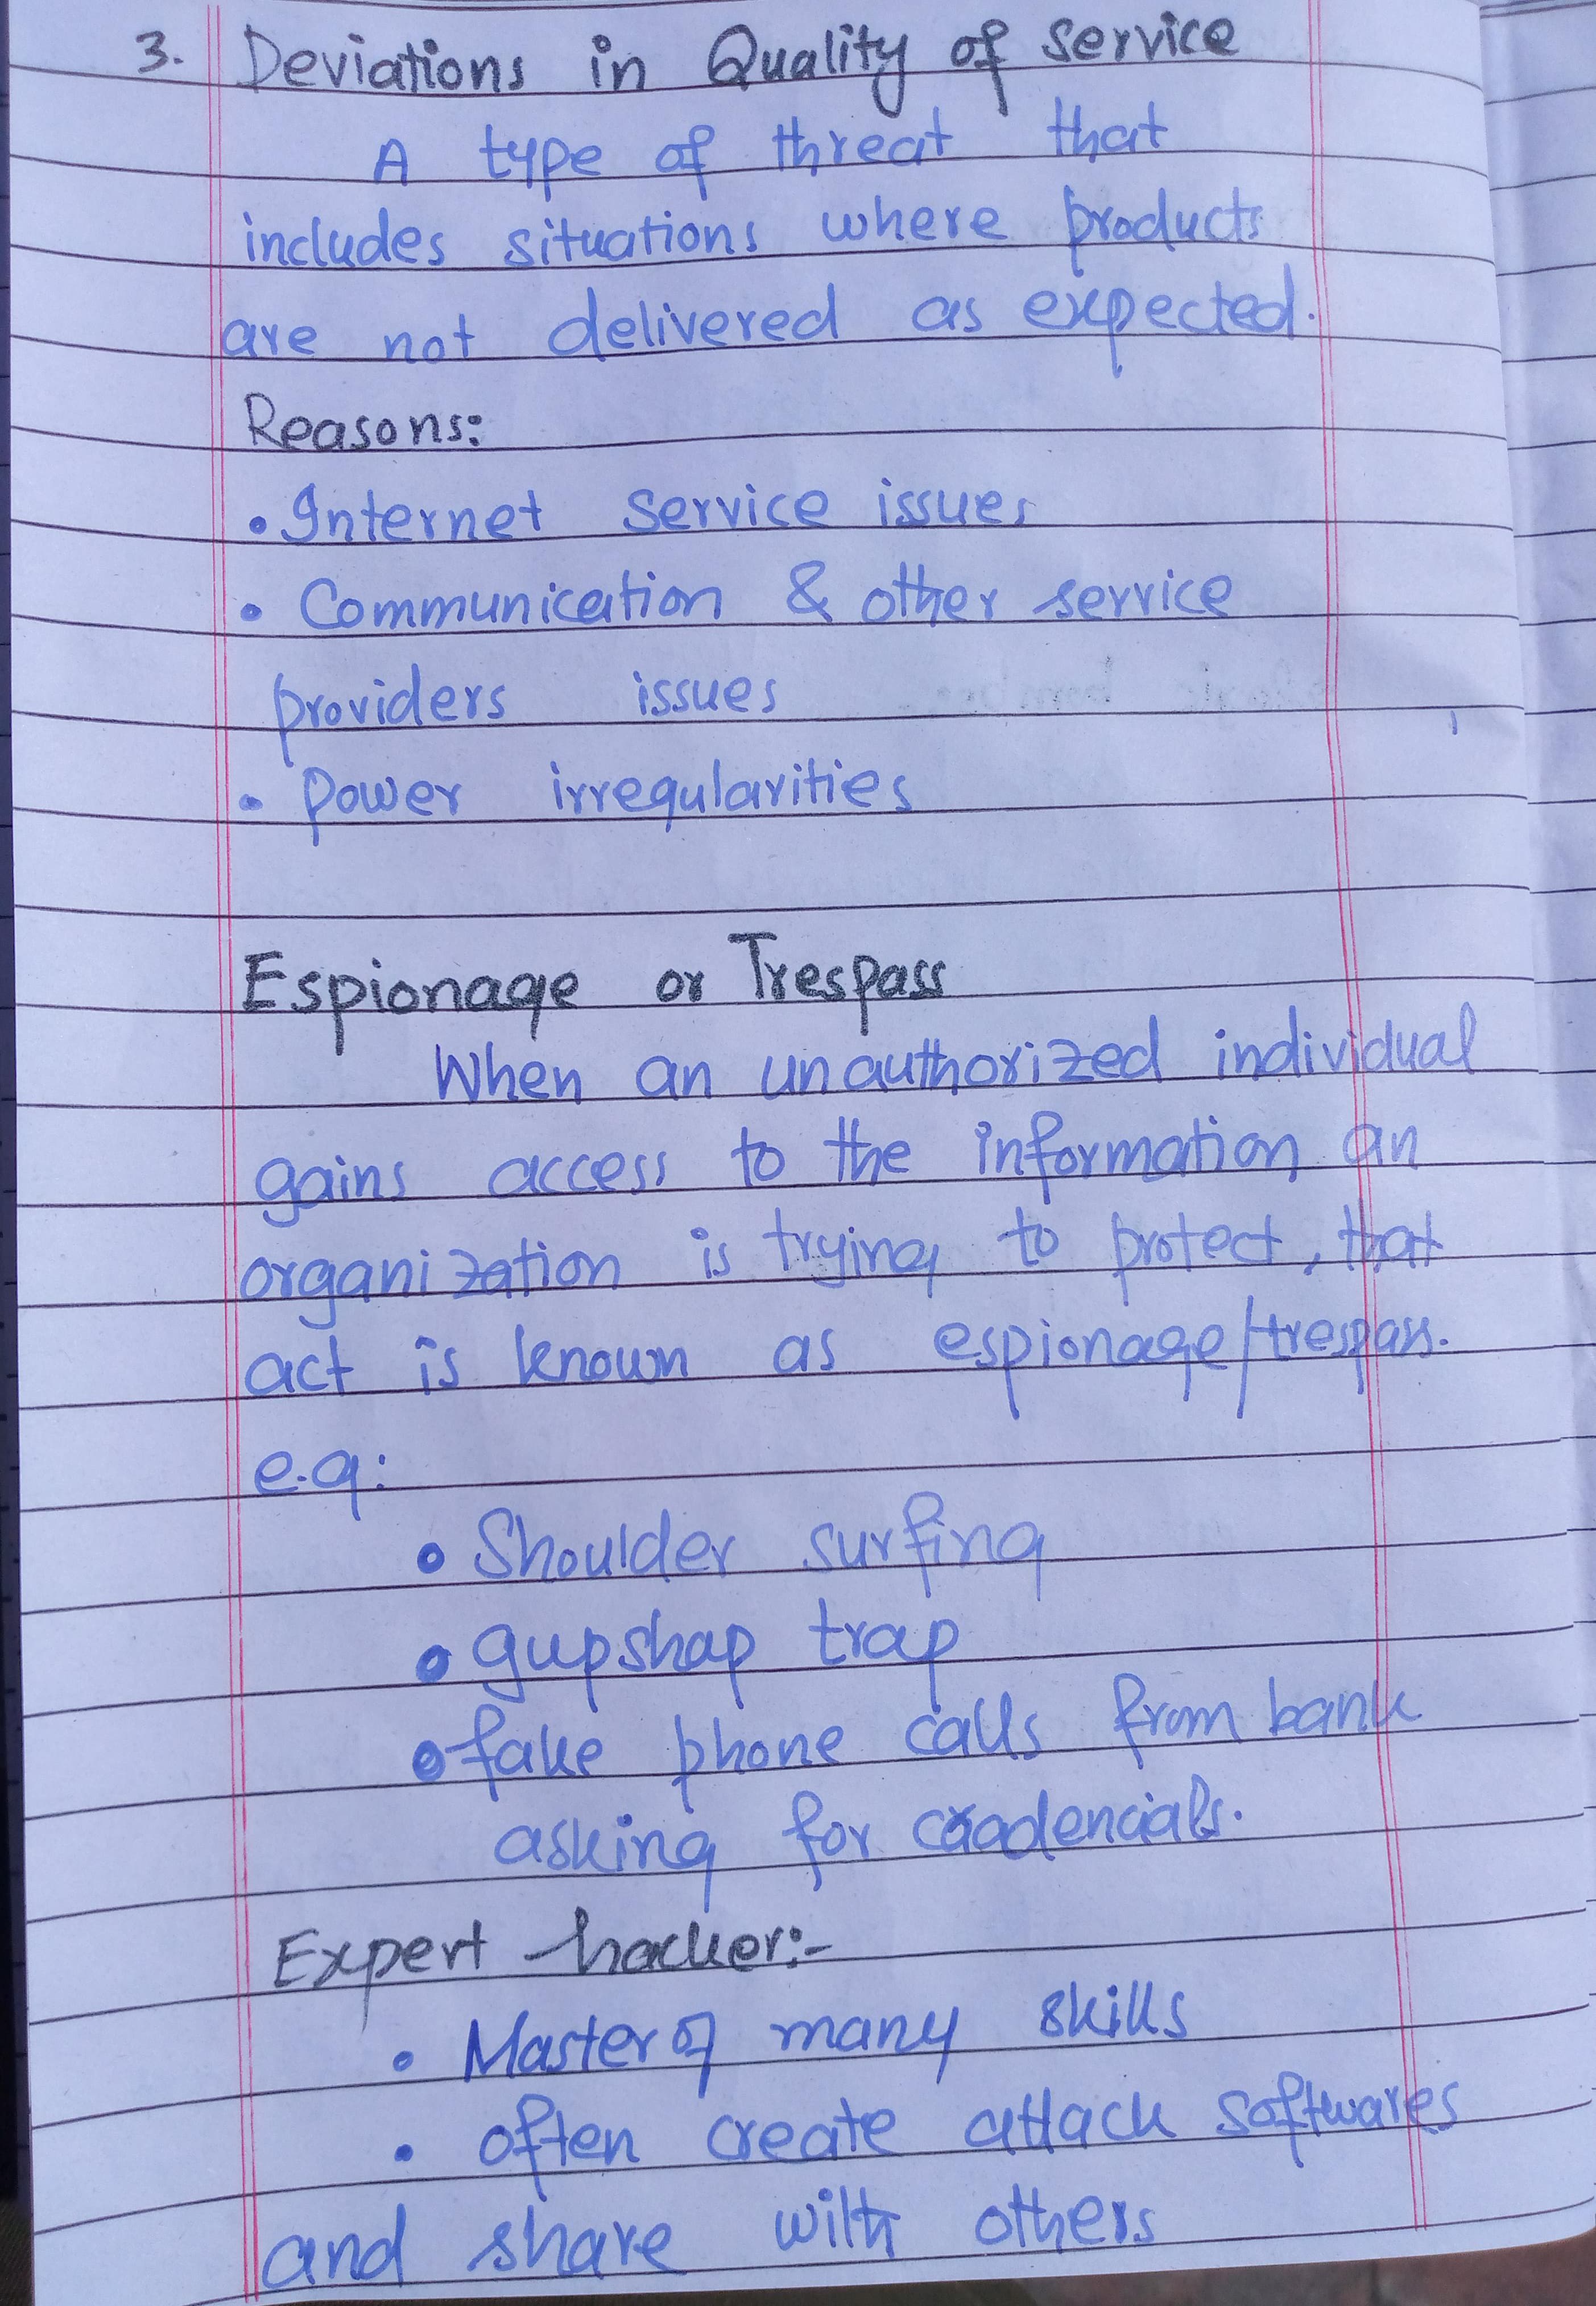 3. Deviations in Quality of service
A type of threat that
includes situations where products
are not delivered as expected.
Reasons:
• Internet service issues
• Communication & other service
providers issues
• Power irregularities
Espionage or Trespass
When an unauthorized individual
gains access to the information an
organization is trying to protect, that
act is known as espionage/trespass.
e.g:
• Shoulder surfing
• gupshap trap
• fake phone calls from bank
asking for craadencials.
Expert hacker:-
• Master of many skills
• often create attack softwares
and share with others